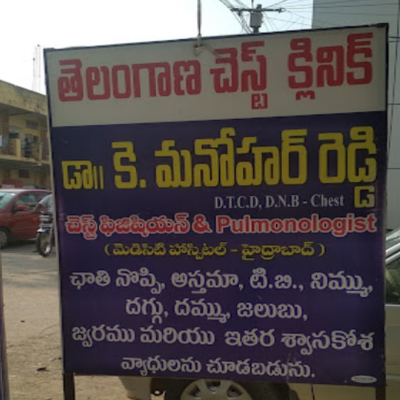 తెలంగాణ చెస్ట్ క్లినిక్
డా॥ కె. మనోహర్ రెడ్డి
D.T.C.D, D.N.B - Chest
చెస్ట్ ఫిజిషియన్ & Pulmonologist
(మెడిసిటి హాస్పిటల్ - హైద్రాబాద్)
ఛాతి నొప్పి, అస్తమా, టి.బి., నిమ్ము,
దగ్గు, దమ్ము, జలుబు,
జ్వరము మరియు ఇతర శ్వాసకోశ
వ్యాధులను చూడబడును.